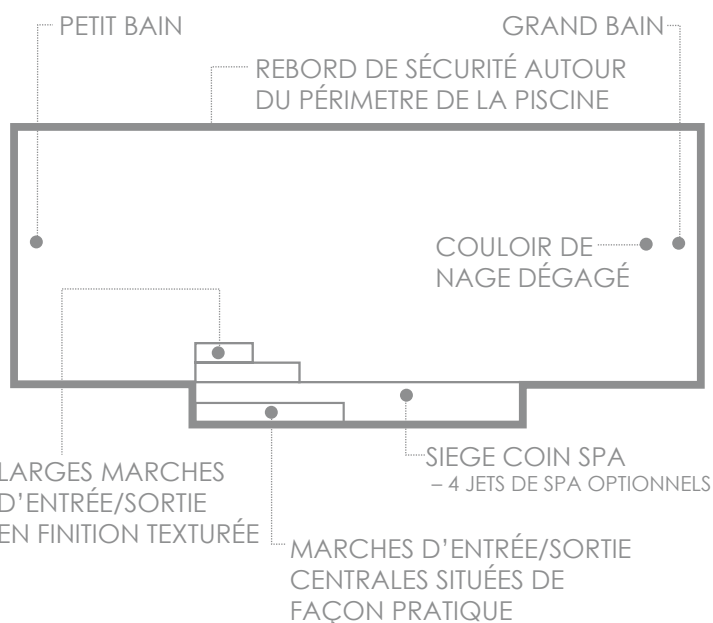 PETIT BAIN
GRAND BAIN
REBORD DE SÉCURITÉ AUTOUR
DU PÉRIMETRE DE LA PISCINE
COULOIR DE
NAGE DÉGAGÉ
LARGES MARCHES
D’ENTRÉE/SORTIE
EN FINITION TEXTURÉE
SIEGE COIN SPA
– 4 JETS DE SPA OPTIONNELS
MARCHES D’ENTRÉE/SORTIE
CENTRALES SITUÉES DE
FAÇON PRATIQUE